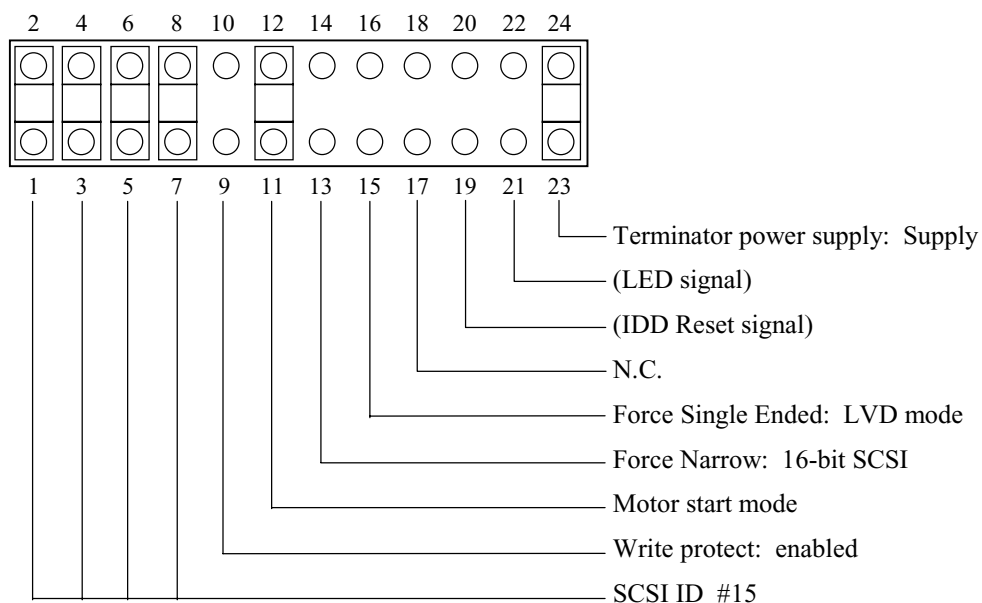 2 4 6 8 10 12 14 16 18 20 22 24
1 3 5 7 9 11 13 15 17 19 21 23
Terminator power supply: Supply
(LED signal)
(IDD Reset signal)
N.C.
Force Single Ended: LVD mode
Force Narrow: 16-bit SCSI
Motor start mode
Write protect: enabled
SCSI ID #15